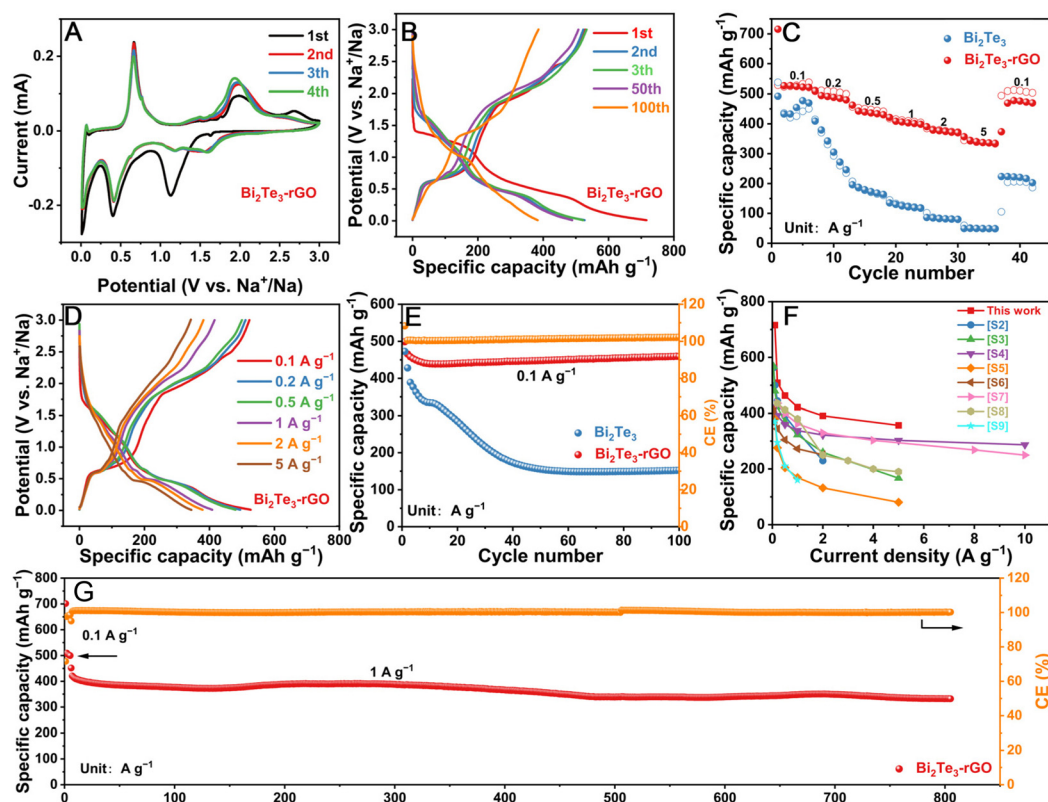 A
Current (mA)
0.2
0.0
-0.2
1st
2nd
3th
4th
Bi₂Te₃-rGO
0.0 0.5 1.0 1.5 2.0 2.5 3.0
Potential (V vs. Na⁺/Na)
B
Potential (V vs. Na⁺/Na)
3.0
2.5
2.0
1.5
1.0
0.5
0.0
1st
2nd
3th
50th
100th
Bi₂Te₃-rGO
0 200 400 600 800
Specific capacity (mAh g⁻¹)
C
Specific capacity (mAh g⁻¹)
800
700
600
500
400
300
200
100
0
Bi₂Te₃
Bi₂Te₃-rGO
0.1 0.2 0.5 1 2 5 0.1
Unit: A g⁻¹
0 10 20 30 40
Cycle number
D
Potential (V vs. Na⁺/Na)
3.0
2.5
2.0
1.5
1.0
0.5
0.0
0.1 A g⁻¹
0.2 A g⁻¹
0.5 A g⁻¹
1 A g⁻¹
2 A g⁻¹
5 A g⁻¹
Bi₂Te₃-rGO
0 200 400 600 800
Specific capacity (mAh g⁻¹)
E
Specific capacity (mAh g⁻¹)
600
550
500
450
400
350
300
250
200
150
100
50
0
0.1 A g⁻¹
Bi₂Te₃
Bi₂Te₃-rGO
Unit: A g⁻¹
120
100
80
60
40
20
0
CE (%)
0 20 40 60 80 100
Cycle number
F
Specific capacity (mAh g⁻¹)
800
600
400
200
0
This work
[S2]
[S3]
[S4]
[S5]
[S6]
[S7]
[S8]
[S9]
0 2 4 6 8 10
Current density (A g⁻¹)
G
Specific capacity (mAh g⁻¹)
800
700
600
500
400
300
200
100
0
0.1 A g⁻¹
1 A g⁻¹
Unit: A g⁻¹
Bi₂Te₃-rGO
120
100
80
60
40
20
0
CE (%)
0 100 200 300 400 500 600 700 800